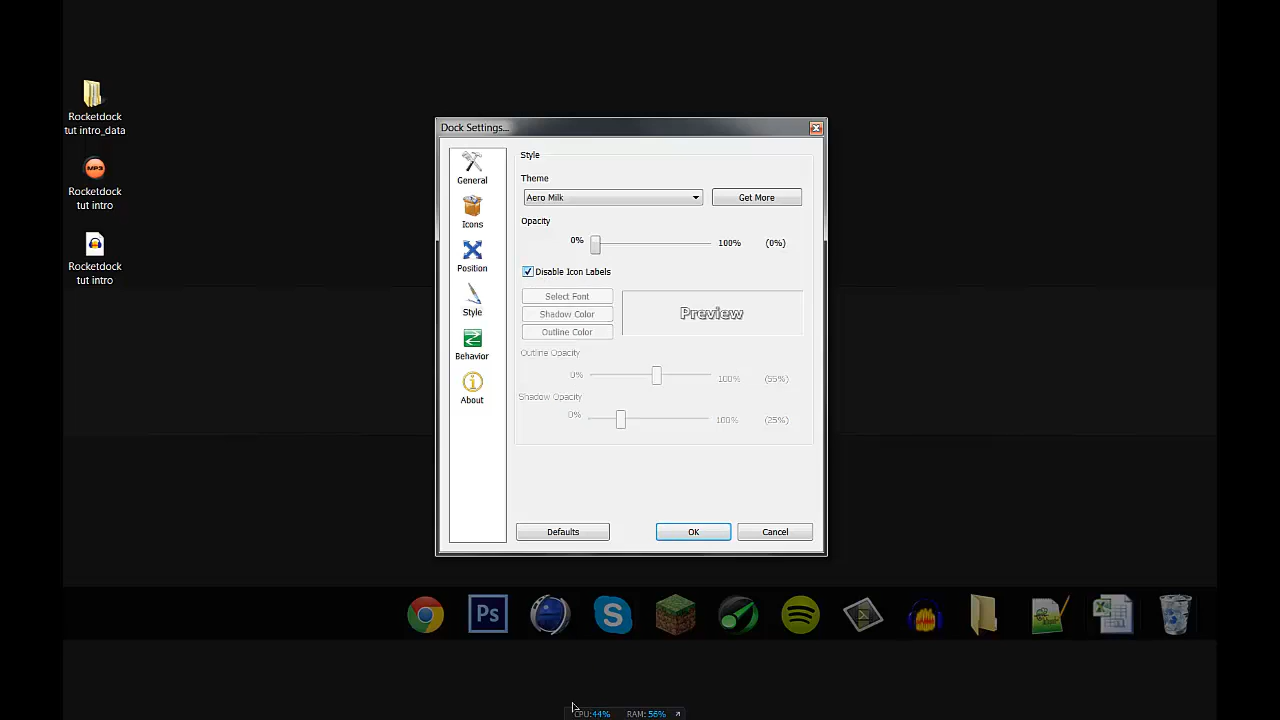 Rocketdock
tut intro_data
MP3
Rocketdock
tut intro
Rocketdock
tut intro
Dock Settings...
General
Icons
Position
Style
Behavior
About
Style
Theme
Aero Milk
Get More
Opacity
0% 100% (0%)
Disable Icon Labels
Select Font
Shadow Color
Outline Color
Preview
Outline Opacity
0% 100% (55%)
Shadow Opacity
0% 100% (25%)
Defaults
OK
Cancel
Ps
CPU:44% RAM: 56%